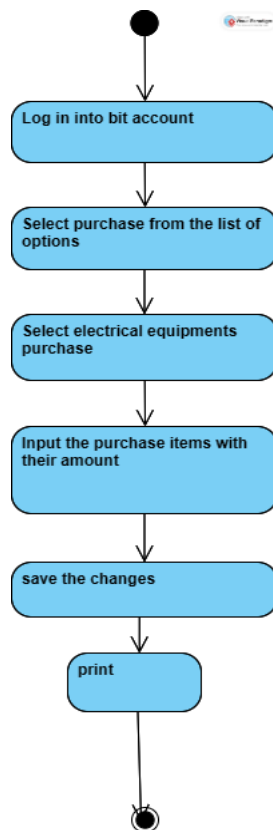 Log in into bit account
Select purchase from the list of
options
Select electrical equipments
purchase
Input the purchase items with
their amount
save the changes
print